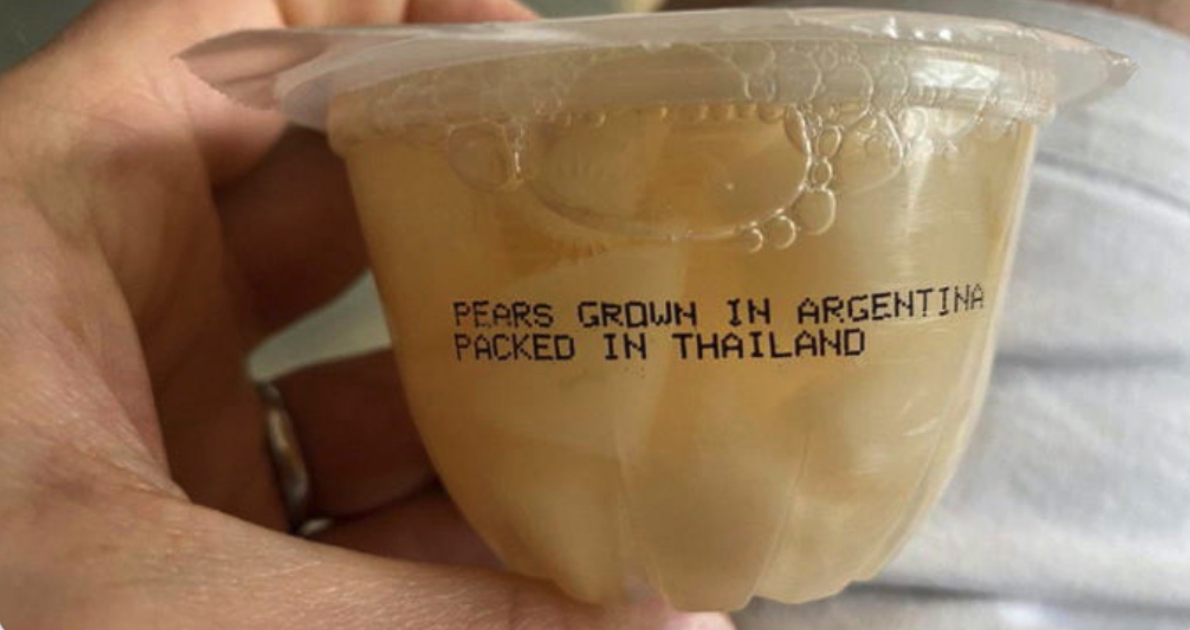 PEARS GROWN IN ARGENTINA
PACKED IN THAILAND